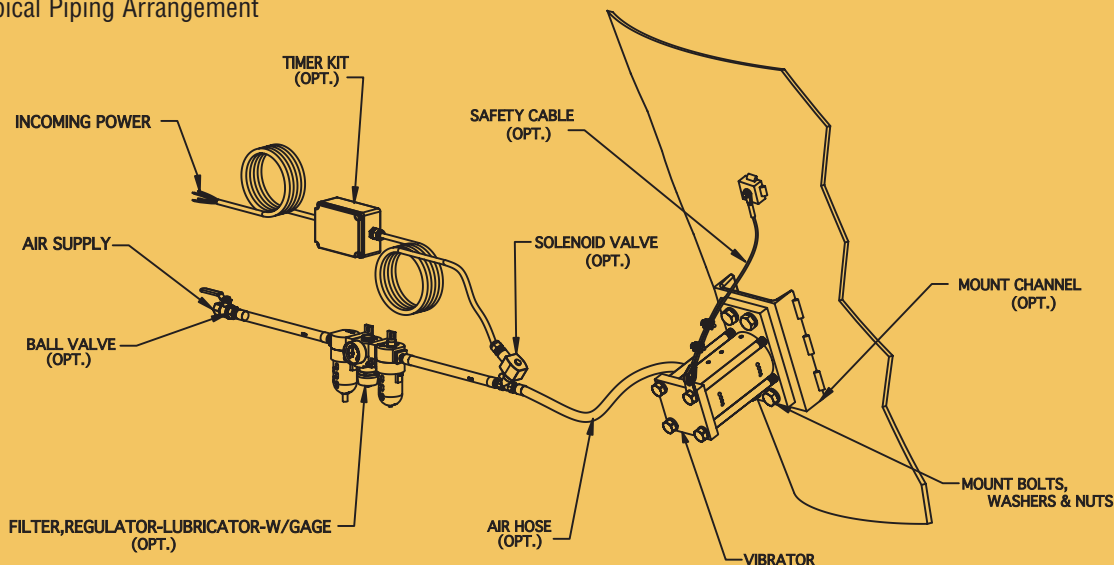 Piping Arrangement
TIMER KIT
(OPT.)
INCOMING POWER
SAFETY CABLE
(OPT.)
AIR SUPPLY
SOLENOID VALVE
(OPT.)
MOUNT CHANNEL
(OPT.)
BALL VALVE
(OPT.)
MOUNT BOLTS,
WASHERS & NUTS
FILTER,REGULATOR-LUBRICATOR-W/GAGE
(OPT.)
AIR HOSE
(OPT.)
VIBRATOR